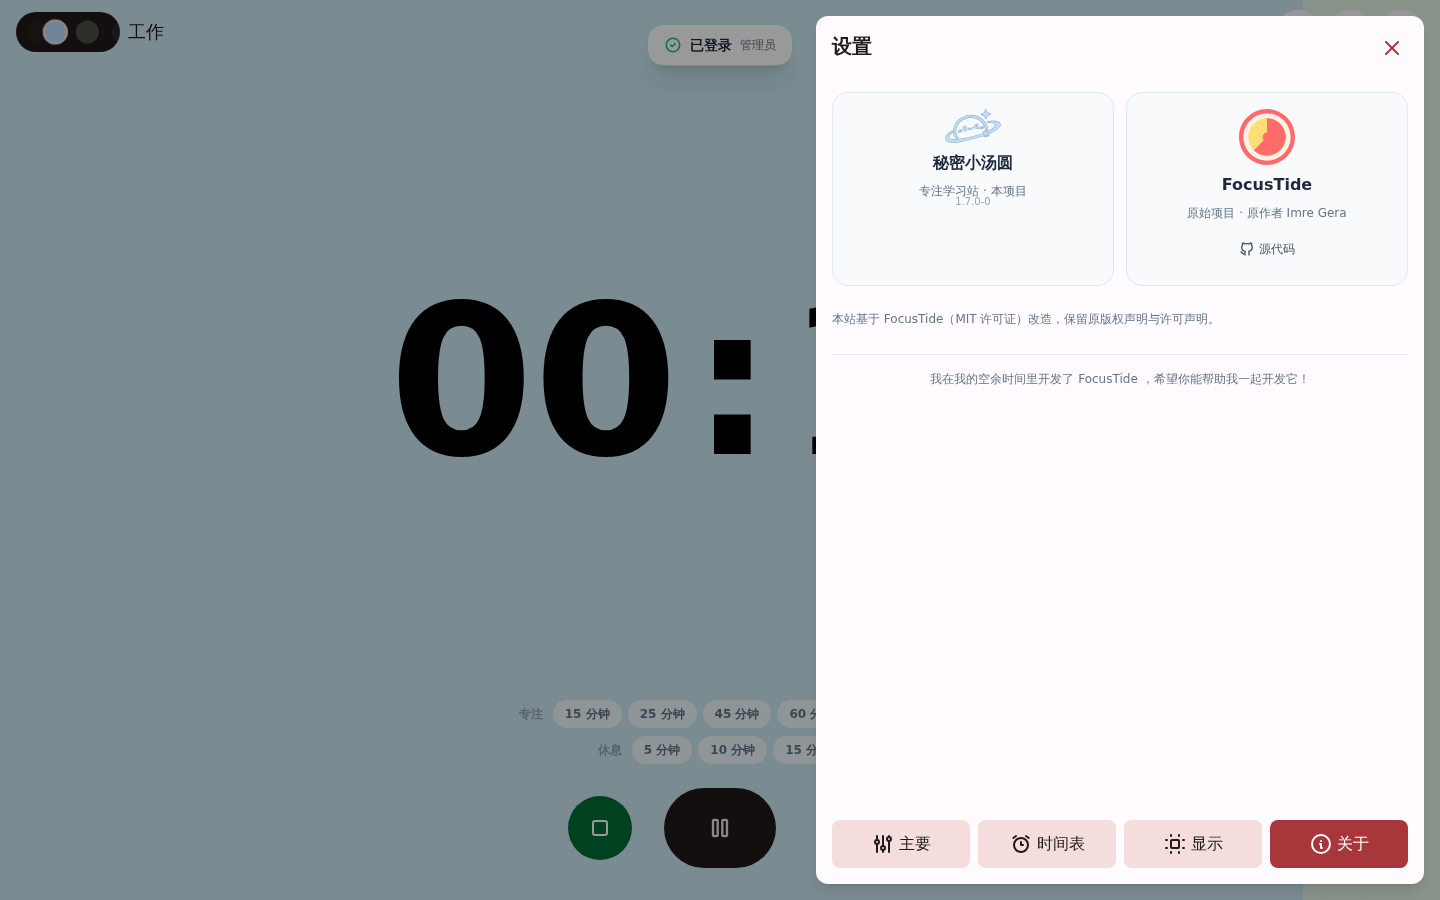 工作
已登录 管理员
设置
秘密小汤圆
专注学习站 · 本项目
1.7.0-0
FocusTide
原始项目 · 原作者 Imre Gera
源代码
本站基于 FocusTide（MIT 许可证）改造，保留原版权声明与许可声明。
我在我的空余时间里开发了 FocusTide ，希望你能帮助我一起开发它！
00:
专注 15 分钟 25 分钟 45 分钟 60 分
休息 5 分钟 10 分钟 15 分
主要 时间表 显示 关于